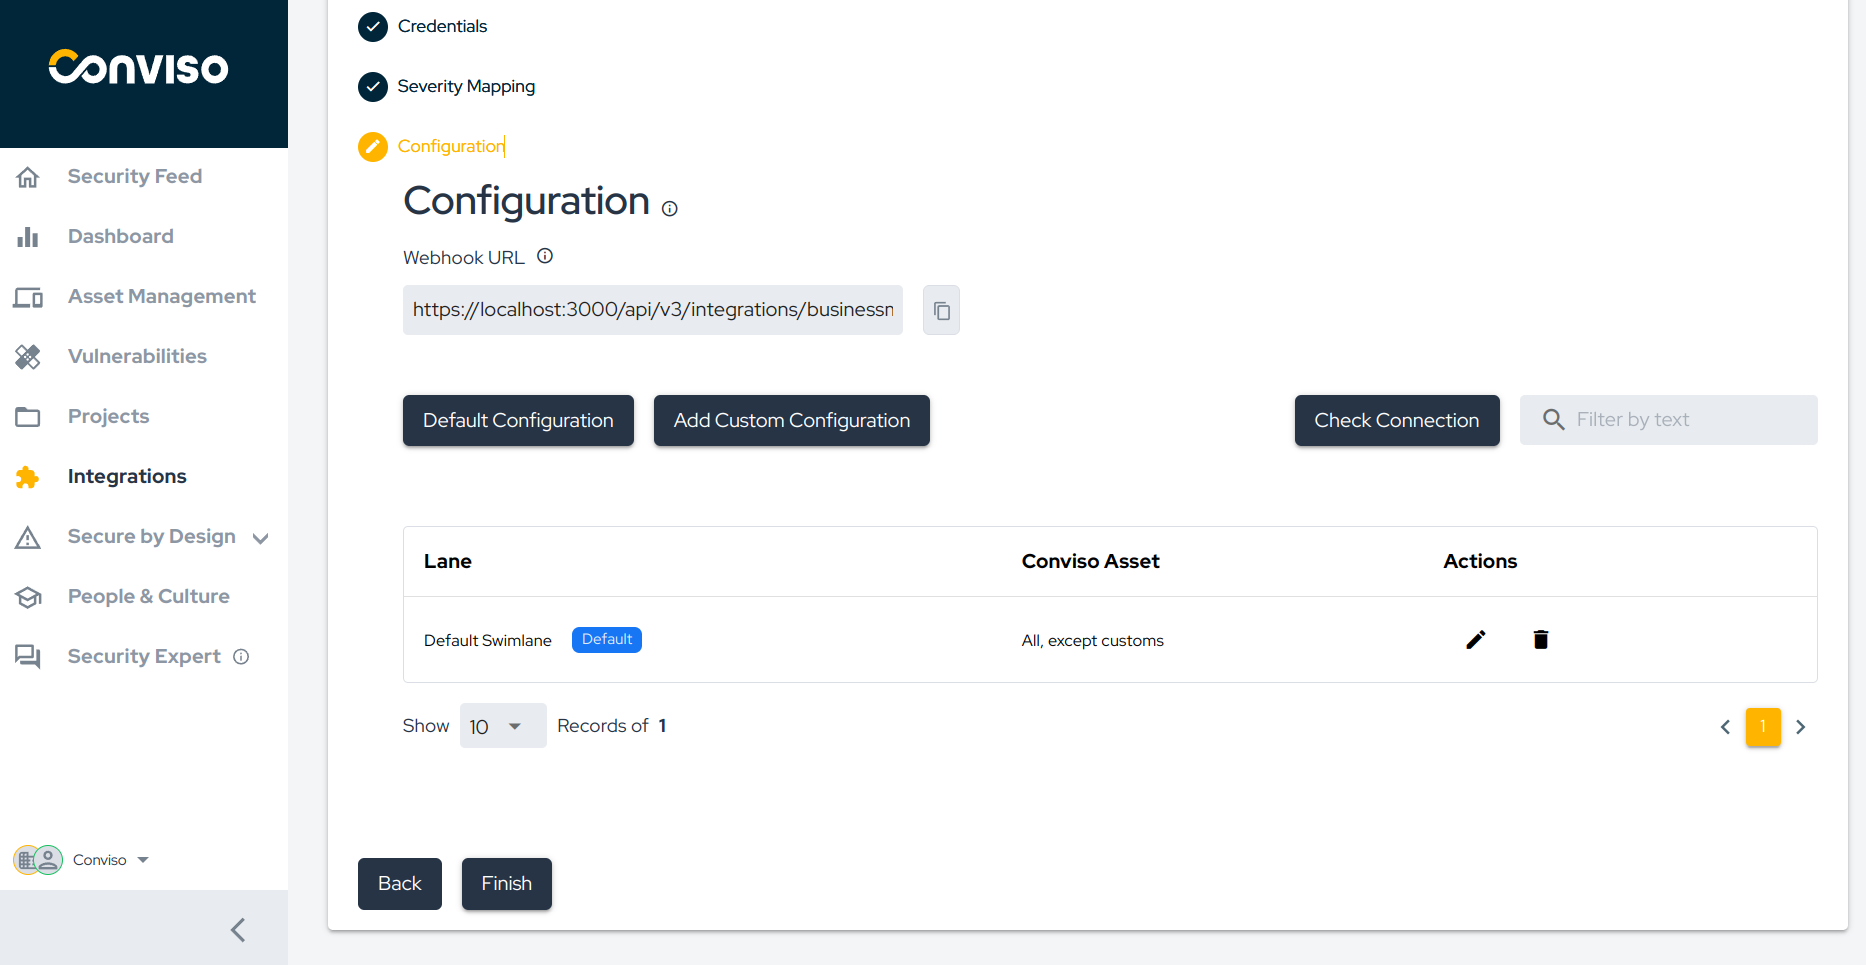 Conviso
Security Feed
Dashboard
Asset Management
Vulnerabilities
Projects
Integrations
Secure by Design
People & Culture
Security Expert
Conviso
Credentials
Severity Mapping
Configuration
Configuration
Webhook URL
https://localhost:3000/api/v3/integrations/businessn
Default Configuration
Add Custom Configuration
Check Connection
Filter by text
Lane Conviso Asset Actions
Default Swimlane Default All, except customs
Show 10 Records of 1
1
Back Finish